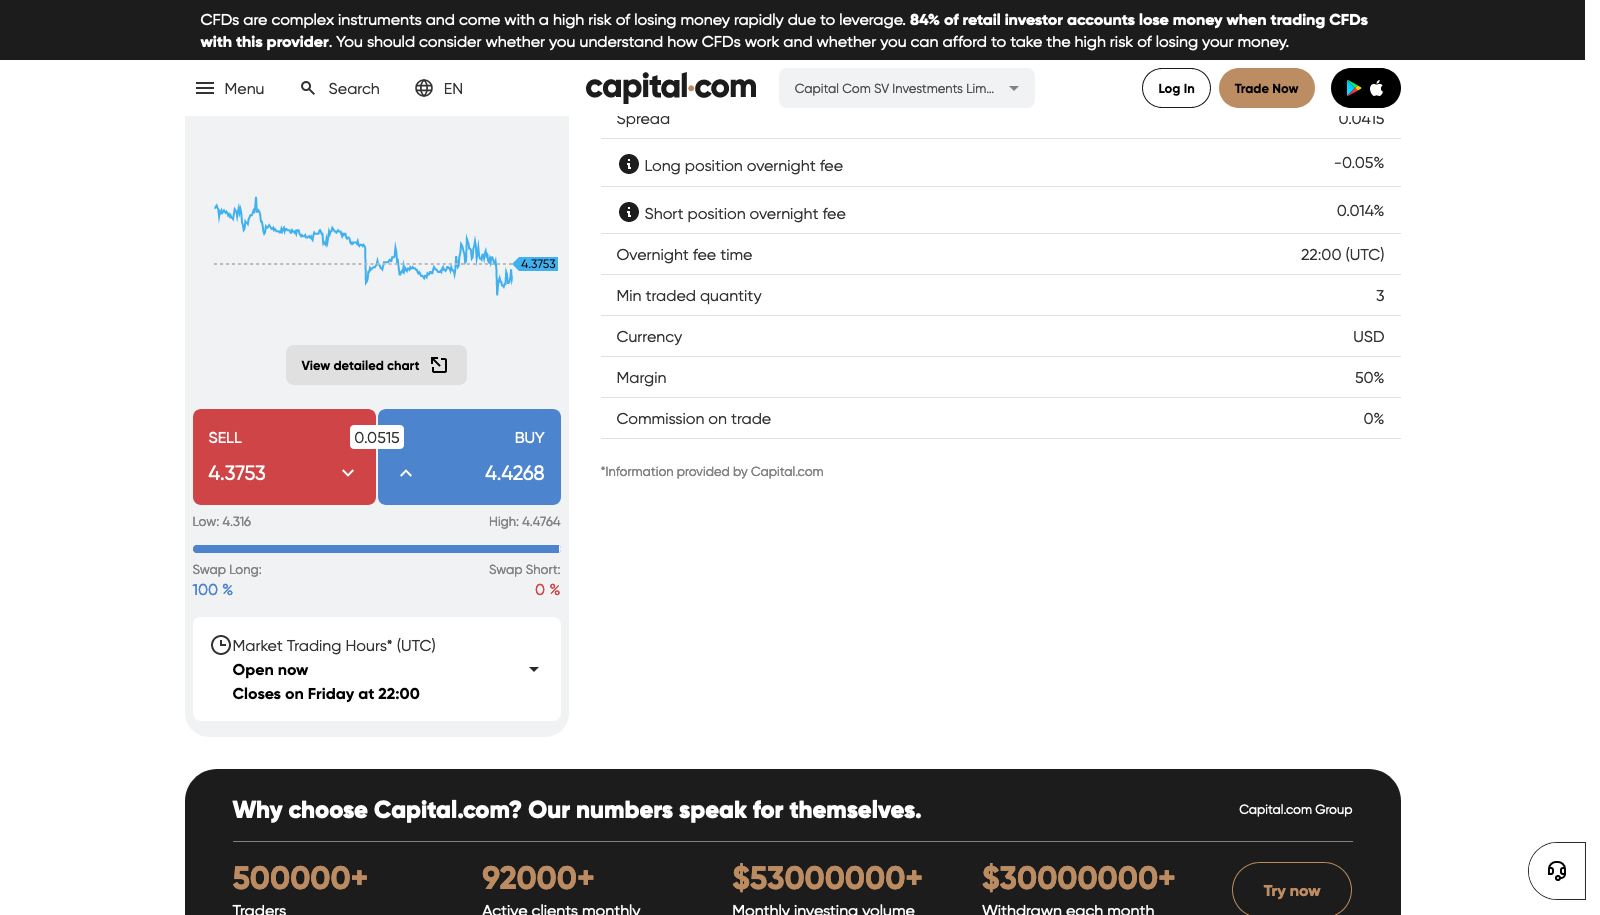 CFDs are complex instruments and come with a high risk of losing money rapidly due to leverage. 84% of retail investor accounts lose money when trading CFDs
with this provider. You should consider whether you understand how CFDs work and whether you can afford to take the high risk of losing your money.
Menu
Search
EN
capital.com
Capital Com SV Investments Lim...
Log In
Trade Now
Spread 0.0415
Long position overnight fee -0.05%
Short position overnight fee 0.014%
Overnight fee time 22:00 (UTC)
Min traded quantity 3
Currency USD
Margin 50%
Commission on trade 0%
*Information provided by Capital.com
4.3753
View detailed chart
SELL 0.0515 BUY
4.3753 4.4268
Low: 4.316 High: 4.4764
Swap Long: Swap Short:
100 % 0 %
Market Trading Hours* (UTC)
Open now
Closes on Friday at 22:00
Why choose Capital.com? Our numbers speak for themselves.
Capital.com Group
500000+ 92000+ $53000000+ $30000000+
Traders Active clients monthly Monthly investing volume Withdrawn each month
Try now